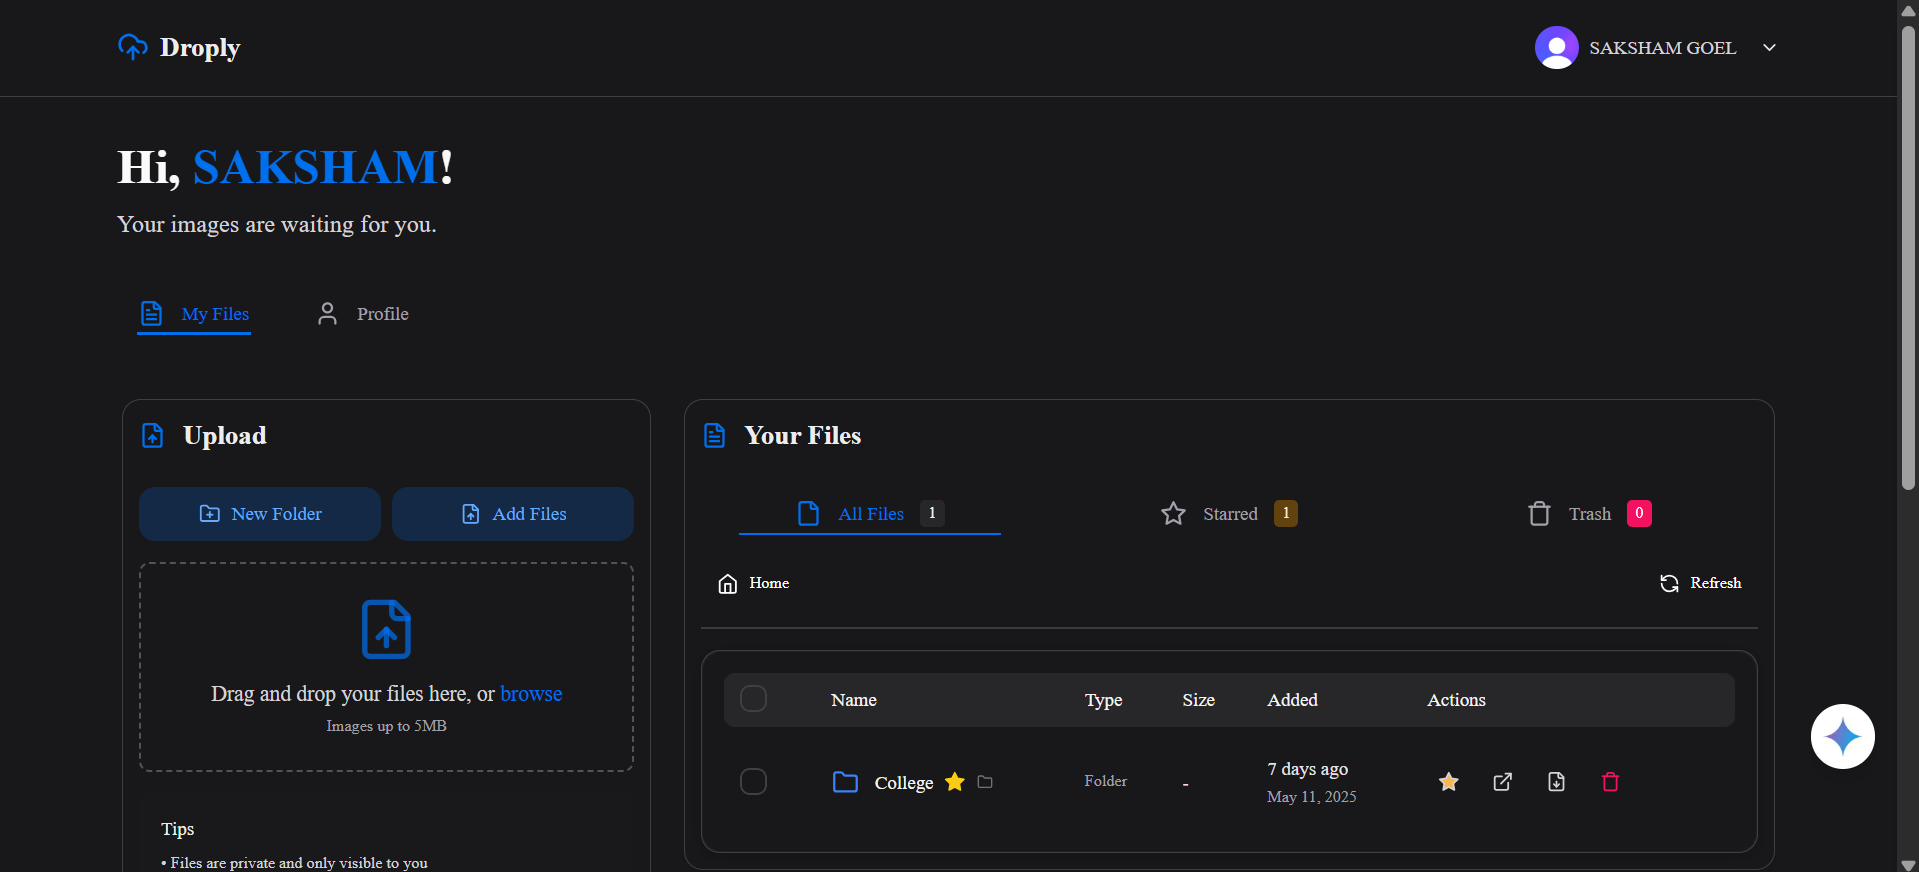 Droply
SAKSHAM GOEL
Hi, SAKSHAM!
Your images are waiting for you.
My Files
Profile
Upload
New Folder
Add Files
Drag and drop your files here, or browse
Images up to 5MB
Tips
• Files are private and only visible to you
Your Files
All Files 1
Starred 1
Trash 0
Home
Refresh
Name Type Size Added Actions
College Folder - 7 days ago
May 11, 2025